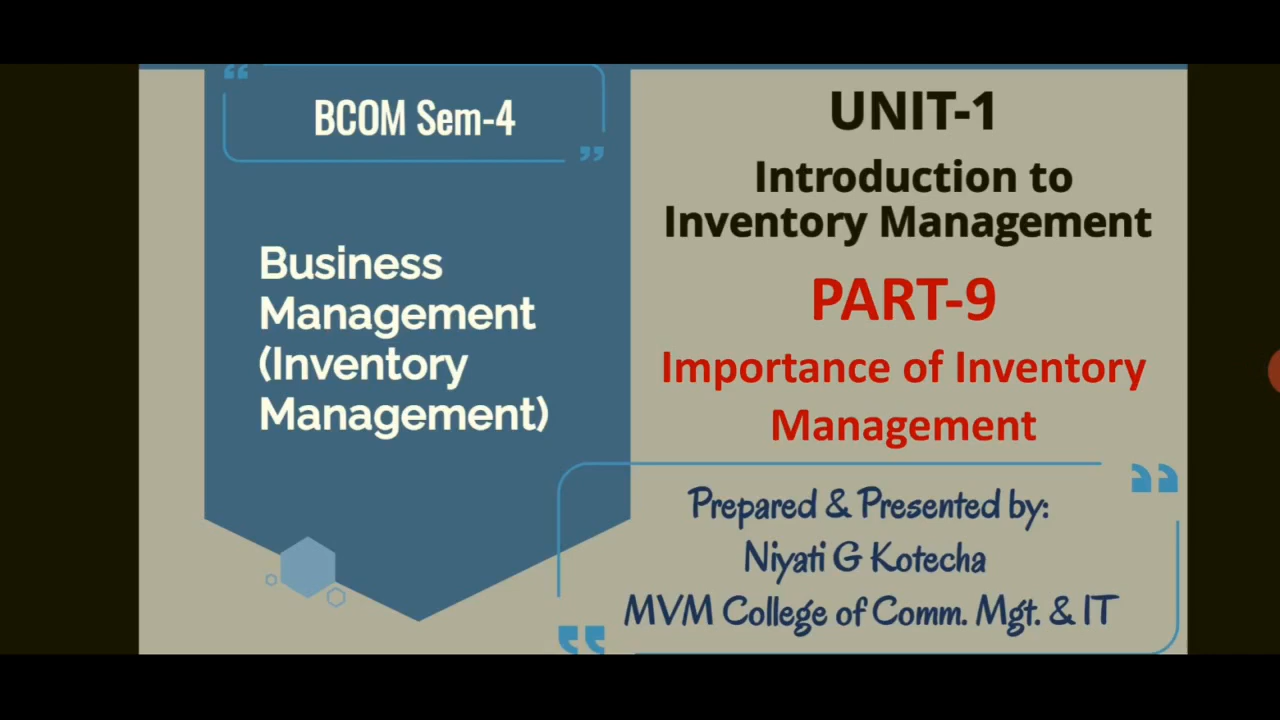 BCOM Sem-4
Business
Management
(Inventory
Management)
UNIT-1
Introduction to
Inventory Management
PART-9
Importance of Inventory
Management
Prepared & Presented by:
Niyati G Kotecha
MVM College of Comm. Mgt. & IT